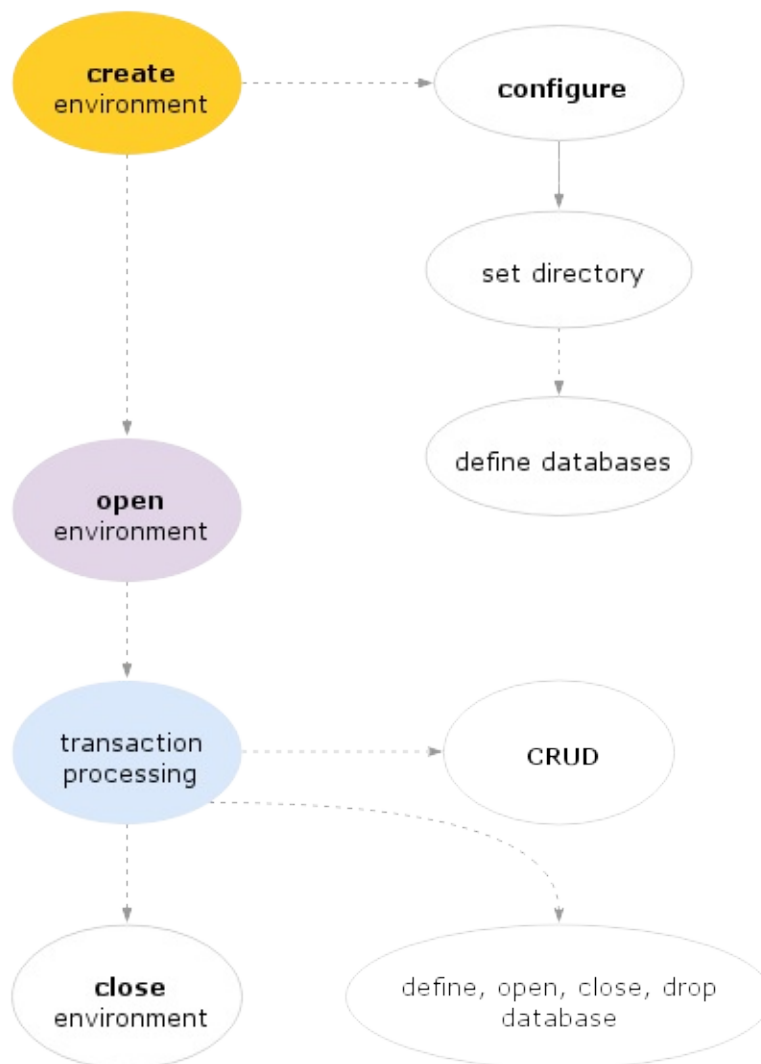 create
environment
configure
set directory
define databases
open
environment
transaction
processing
CRUD
close
environment
define, open, close, drop
database